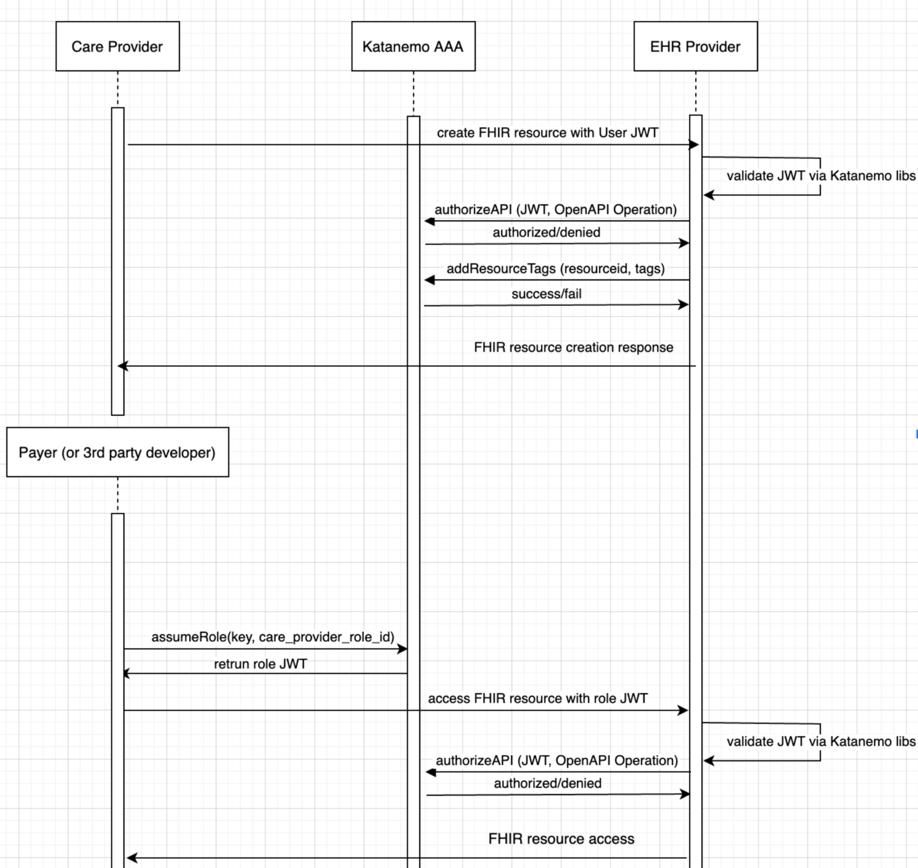 Care Provider
Katanemo AAA
EHR Provider
create FHIR resource with User JWT
validate JWT via Katanemo libs
authorizeAPI (JWT, OpenAPI Operation)
authorized/denied
addResourceTags (resourceid, tags)
success/fail
FHIR resource creation response
Payer (or 3rd party developer)
assumeRole(key, care_provider_role_id)
retrun role JWT
access FHIR resource with role JWT
validate JWT via Katanemo libs
authorizeAPI (JWT, OpenAPI Operation)
authorized/denied
FHIR resource access